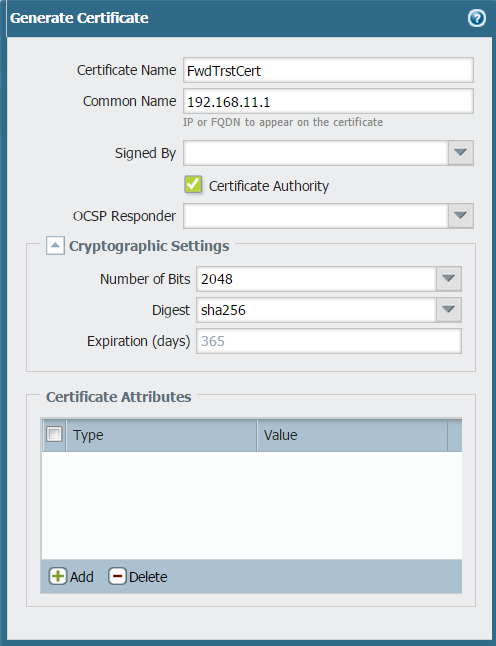 Generate Certificate
Certificate Name FwdTrstCert
Common Name 192.168.11.1
IP or FQDN to appear on the certificate
Signed By
Certificate Authority
OCSP Responder
Cryptographic Settings
Number of Bits 2048
Digest sha256
Expiration (days) 365
Certificate Attributes
Type Value
Add Delete